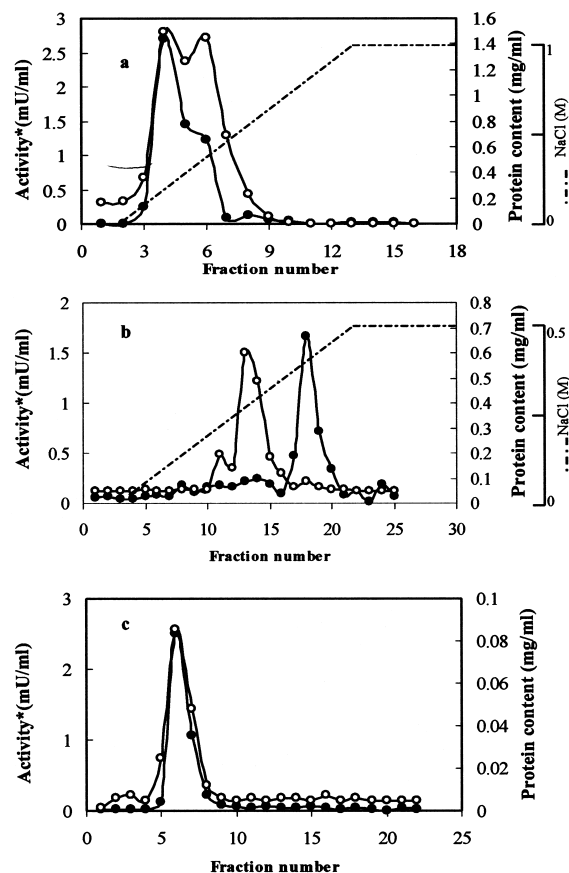 a
Activity*(mU/ml)
3
2.5
2
1.5
1
0.5
0
1.6
1.4
1.2
1
0.8
0.6
0.4
0.2
0
Protein content (mg/ml)
1
0
NaCl (M)
0 3 6 9 12 15 18
Fraction number
b
Activity*(mU/ml)
2
1.5
1
0.5
0
0.8
0.7
0.6
0.5
0.4
0.3
0.2
0.1
0
Protein content (mg/ml)
0.5
0
NaCl (M)
0 5 10 15 20 25 30
Fraction number
c
Activity*(mU/ml)
3
2
1
0
0.1
0.08
0.06
0.04
0.02
0
Protein content (mg/ml)
0 5 10 15 20 25
Fraction number